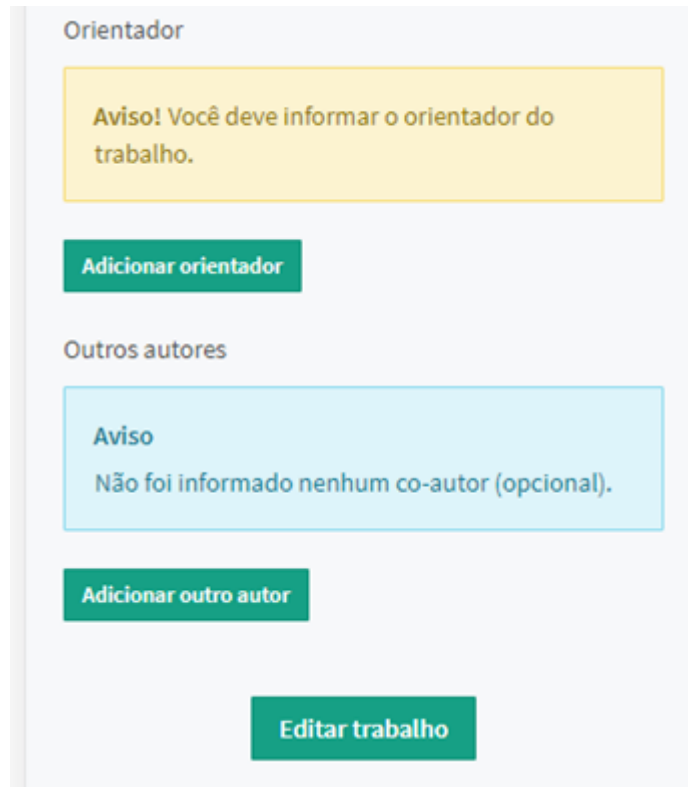 Orientador
Aviso! Você deve informar o orientador do
trabalho.
Adicionar orientador
Outros autores
Aviso
Não foi informado nenhum co-autor (opcional).
Adicionar outro autor
Editar trabalho